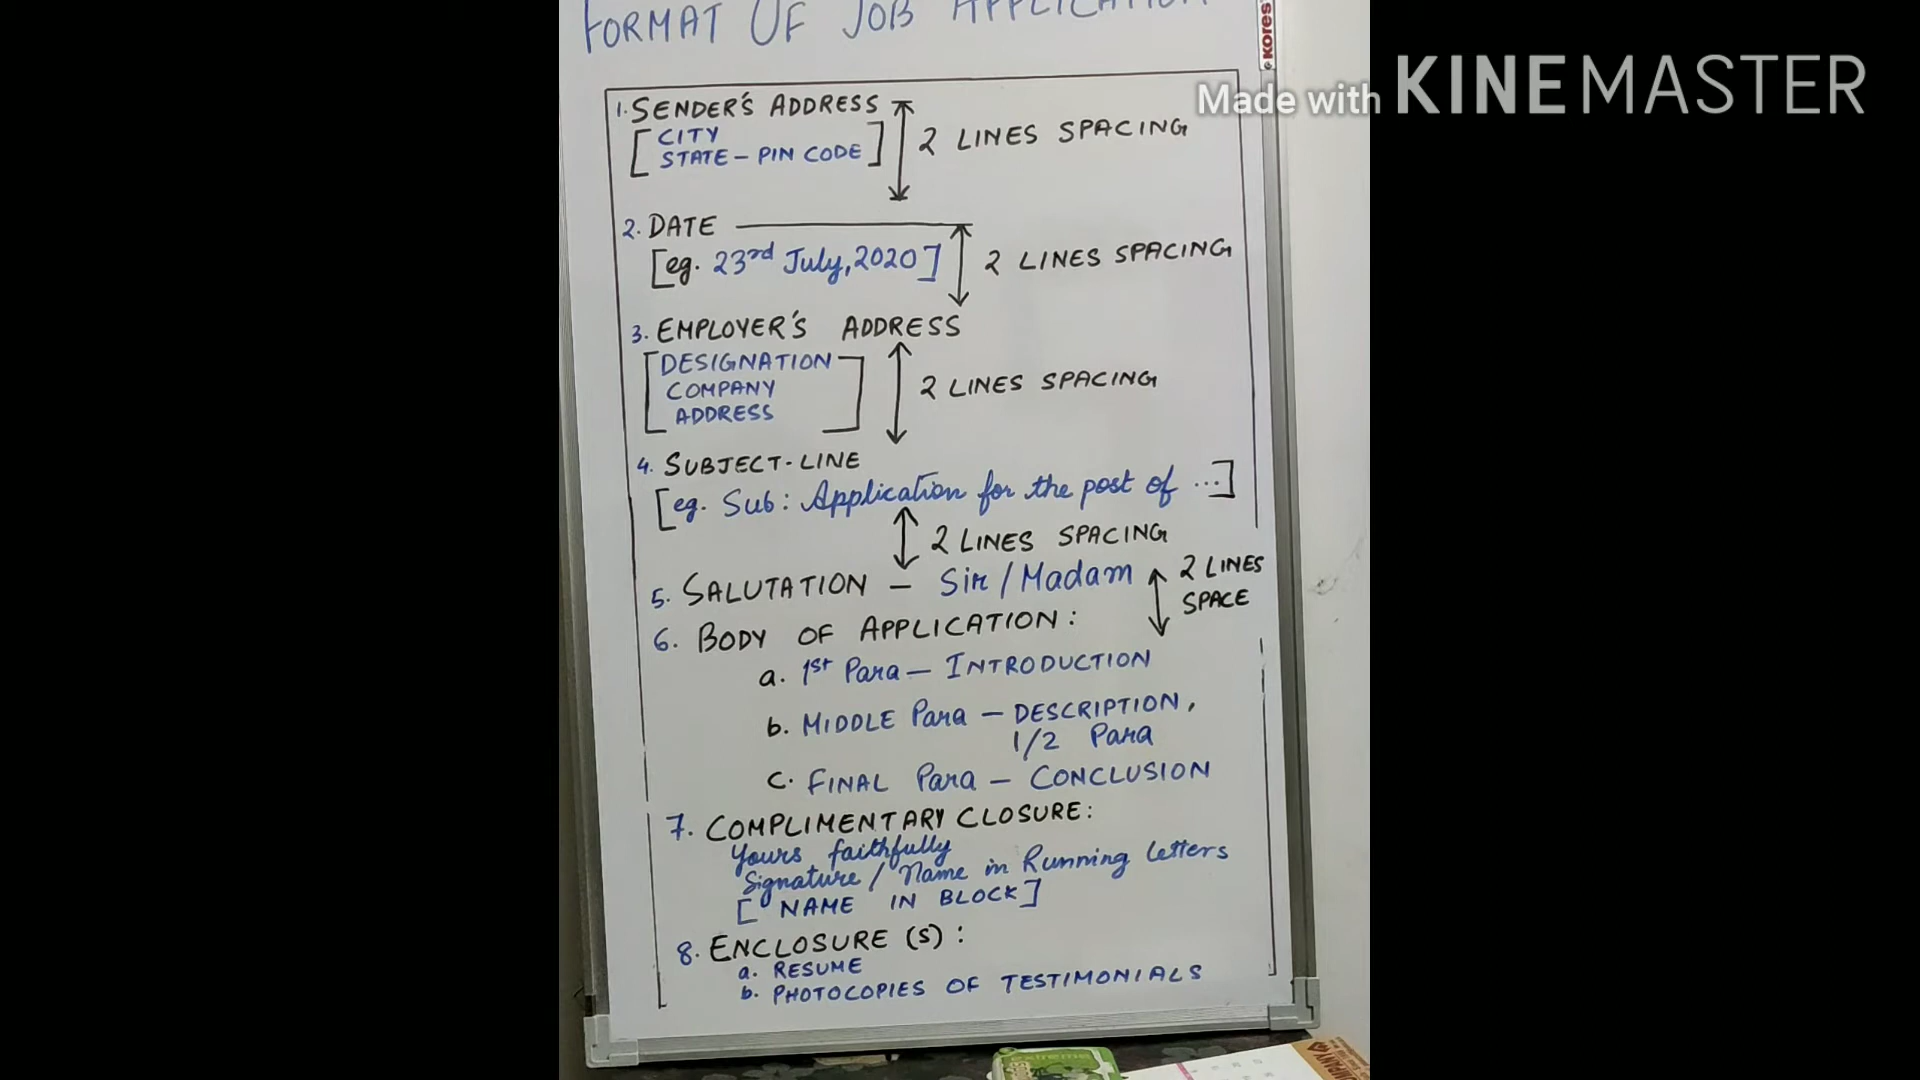 FORMAT OF JOB APPLICATION
KORES
Made with KINEMASTER
1. SENDER'S ADDRESS
[CITY
STATE - PIN CODE]
2 LINES SPACING
2. DATE
[eg. 23rd July, 2020]
2 LINES SPACING
3. EMPLOYER'S ADDRESS
[DESIGNATION
COMPANY
ADDRESS]
2 LINES SPACING
4. SUBJECT-LINE
[eg. Sub: Application for the post of ...]
2 LINES SPACING
5. SALUTATION - Sir / Madam
2 LINES
SPACE
6. BODY OF APPLICATION:
a. 1st Para - INTRODUCTION
b. MIDDLE Para - DESCRIPTION,
1/2 Para
c. FINAL Para - CONCLUSION
7. COMPLIMENTARY CLOSURE:
Yours faithfully
Signature / Name in Running letters
[NAME IN BLOCK]
8. ENCLOSURE (S):
a. RESUME
b. PHOTOCOPIES OF TESTIMONIALS
extreme